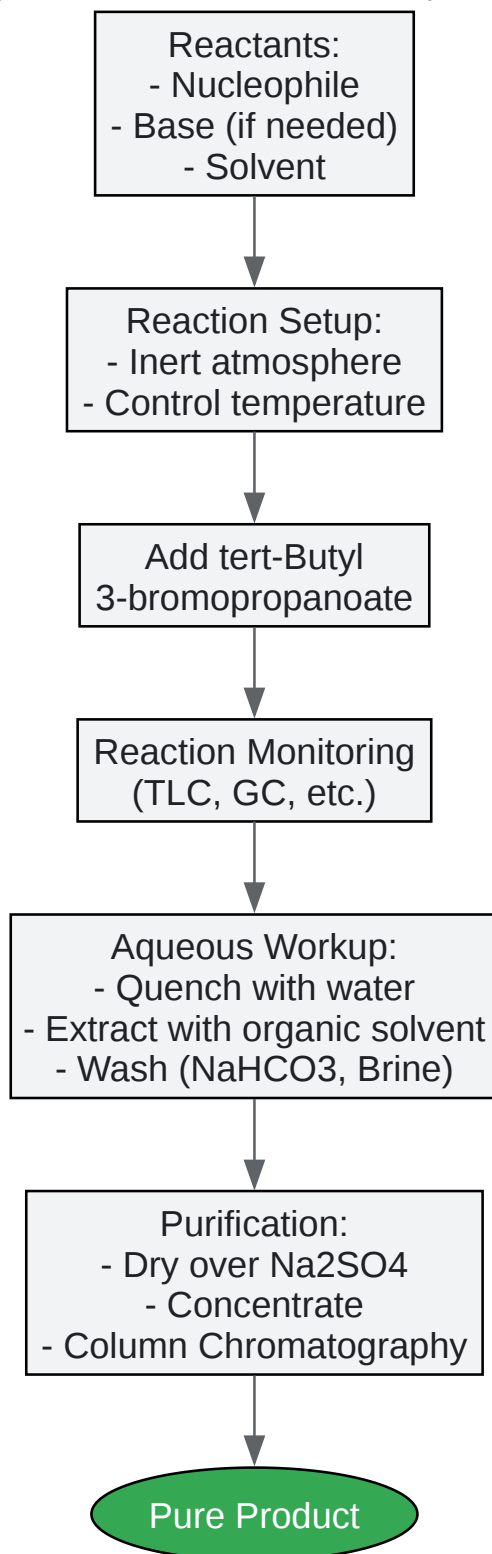 Reactants:
- Nucleophile
- Base (if needed)
- Solvent
Reaction Setup:
- Inert atmosphere
- Control temperature
Add tert-Butyl
3-bromopropanoate
Reaction Monitoring
(TLC, GC, etc.)
Aqueous Workup:
- Quench with water
- Extract with organic solvent
- Wash (NaHCO3, Brine)
Purification:
- Dry over Na2SO4
- Concentrate
- Column Chromatography
Pure Product